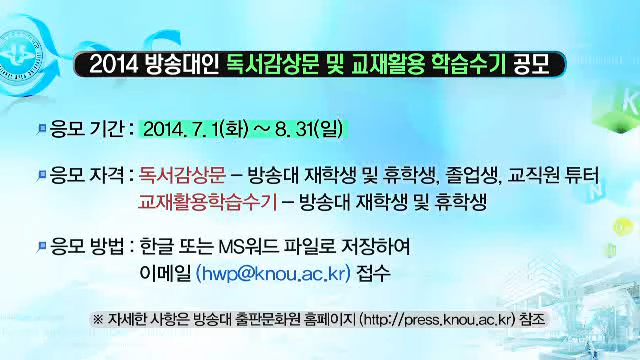 2014 방송대인 독서감상문 및 교재활용 학습수기 공모
응모 기간 : 2014. 7. 1(화) ~ 8. 31(일)
응모 자격 : 독서감상문 – 방송대 재학생 및 휴학생, 졸업생, 교직원 튜터
교재활용학습수기 – 방송대 재학생 및 휴학생
응모 방법 : 한글 또는 MS워드 파일로 저장하여
이메일 (hwp@knou.ac.kr) 접수
※ 자세한 사항은 방송대 출판문화원 홈페이지 (http://press.knou.ac.kr) 참조
K
N